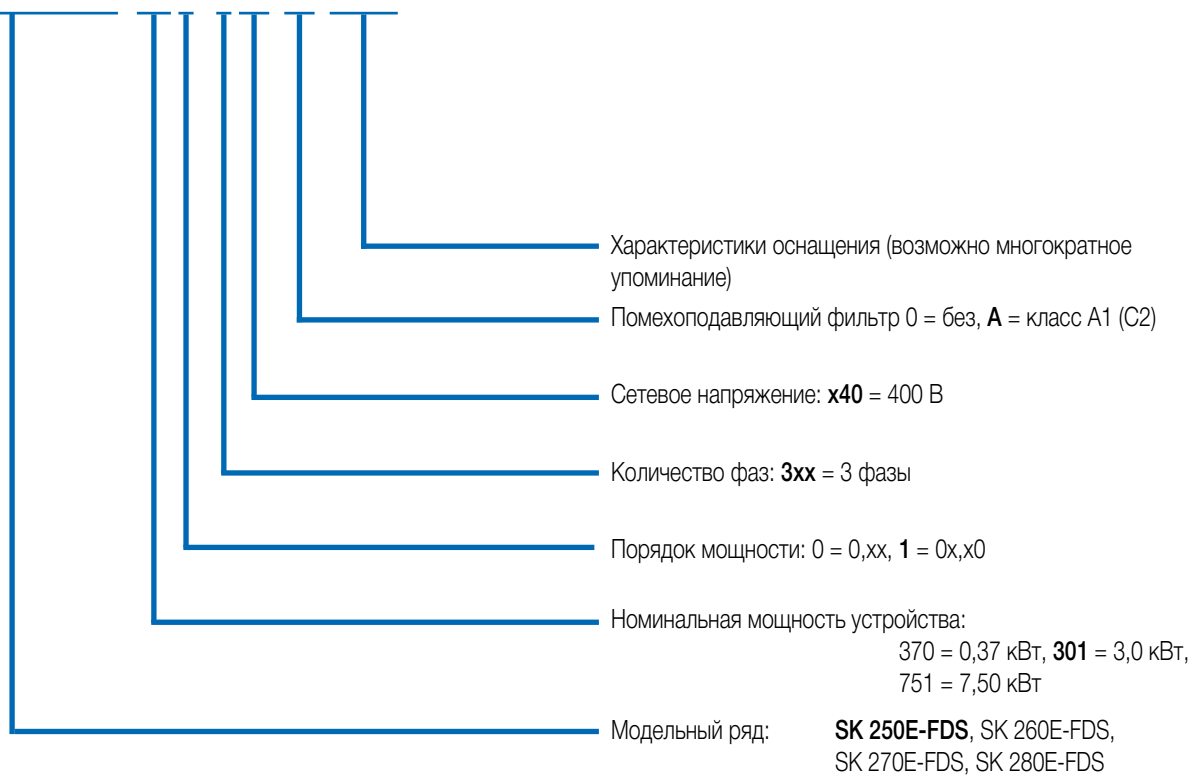 Характеристики оснащения (возможно многократное
упоминание)
Помехоподавляющий фильтр 0 = без, A = класс A1 (C2)
Сетевое напряжение: x40 = 400 В
Количество фаз: 3xx = 3 фазы
Порядок мощности: 0 = 0,xx, 1 = 0x,x0
Номинальная мощность устройства:
370 = 0,37 кВт, 301 = 3,0 кВт,
751 = 7,50 кВт
Модельный ряд: SK 250E-FDS, SK 260E-FDS,
SK 270E-FDS, SK 280E-FDS